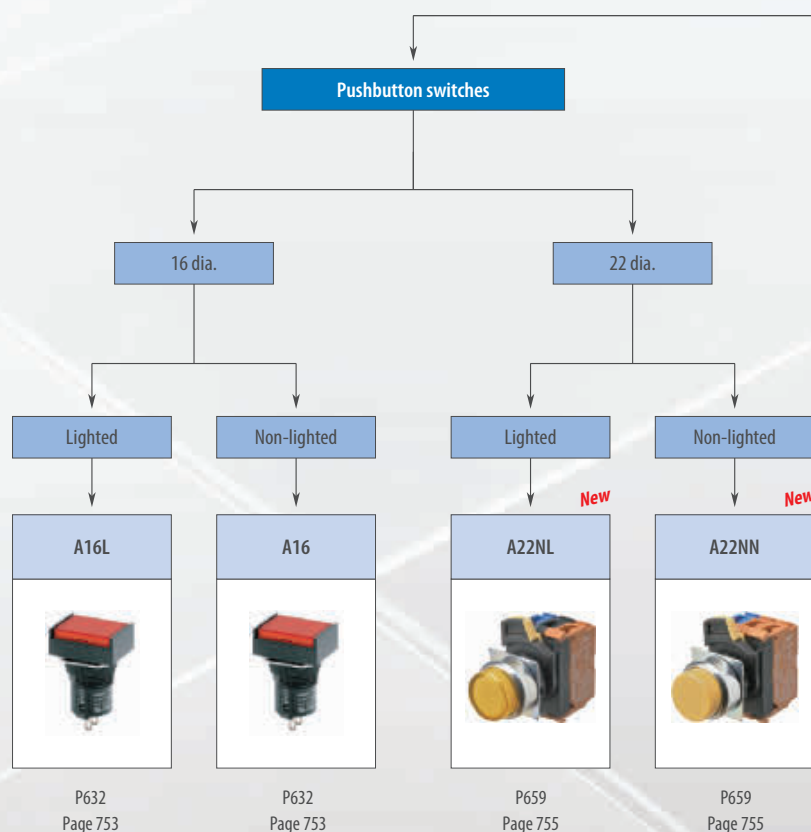 Pushbutton switches
16 dia.
22 dia.
Lighted
Non-lighted
Lighted
Non-lighted
New
New
A16L
A16
A22NL
A22NN
P632
P632
P659
P659
Page 753
Page 753
Page 755
Page 755